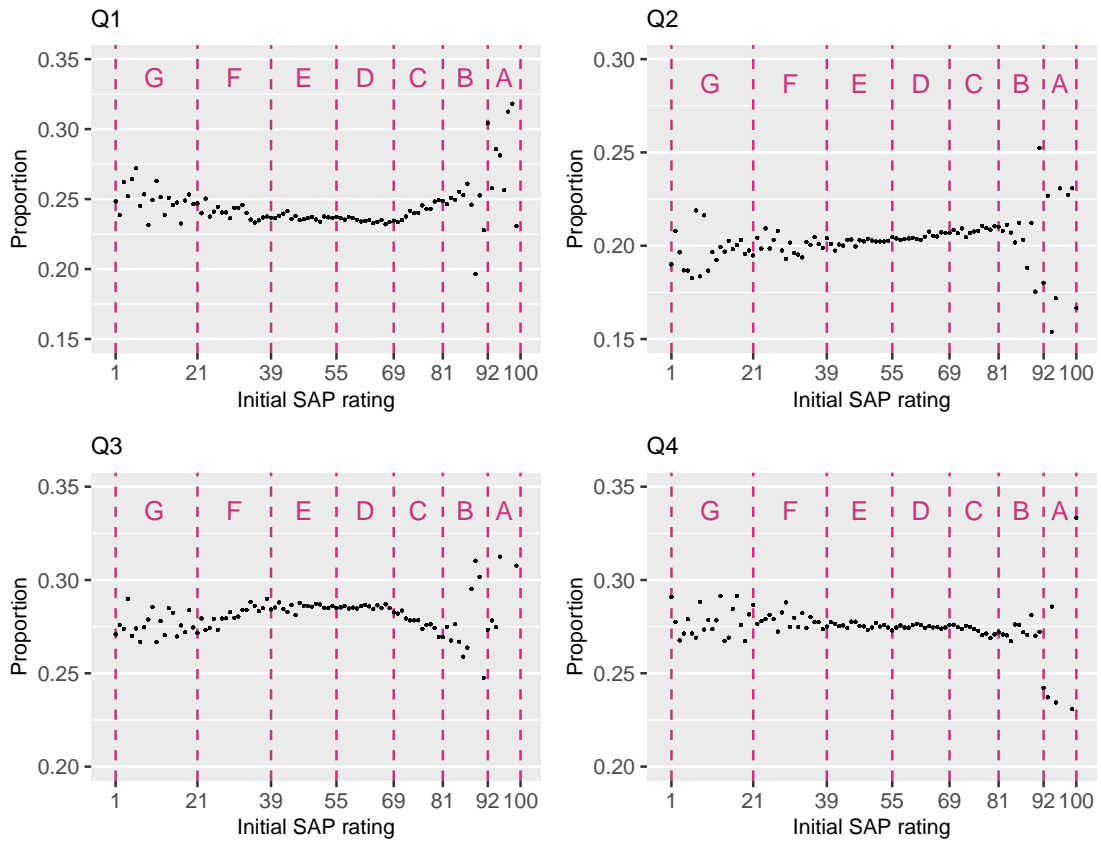 Q1
0.35
0.30
0.25
0.20
0.15
Proportion
G F E D C B A
1 21 39 55 69 81 92 100
Initial SAP rating
Q2
0.30
0.25
0.20
0.15
Proportion
G F E D C B A
1 21 39 55 69 81 92 100
Initial SAP rating
Q3
0.35
0.30
0.25
0.20
Proportion
G F E D C B A
1 21 39 55 69 81 92 100
Initial SAP rating
Q4
0.35
0.30
0.25
0.20
Proportion
G F E D C B A
1 21 39 55 69 81 92 100
Initial SAP rating